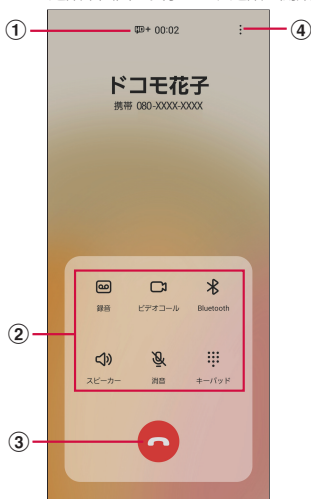 ① 00:02 ④
ドコモ花子
携帯 080-XXXX-XXXX
録音 ビデオコール Bluetooth
②
スピーカー 消音 キーパッド
③